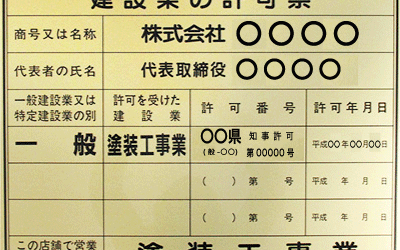 建設業の許可票
商号又は名称 株式会社 〇〇〇〇
代表者の氏名 代表取締役 〇〇〇〇
一般建設業又は特定建設業の別 許可を受けた建設業 許可番号 許可年月日
一般 塗装工事業 〇〇県 知事許可 (般-〇〇) 第00000号 平成00年00月00日
( ) 第 号 平成 年 月 日
( ) 第 号 平成 年 月 日
この店舗で営業 塗装工事業